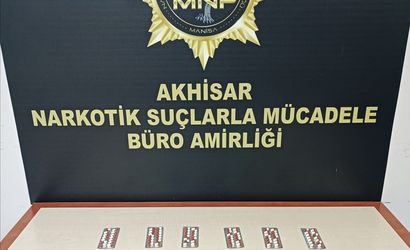 MNP
MANİSA
AKHİSAR
NARKOTİK SUÇLARLA MÜCADELE
BÜRO AMİRLİĞİ